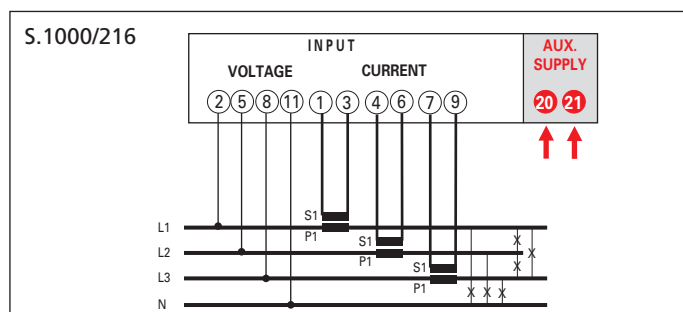 S.1000/216
INPUT
AUX.
SUPPLY
VOLTAGE
CURRENT
2 5 8 11 1 3 4 6 7 9
20 21
S1
L1
P1
S1
L2
P1
S1
L3
P1
N
X
X
X
X X X